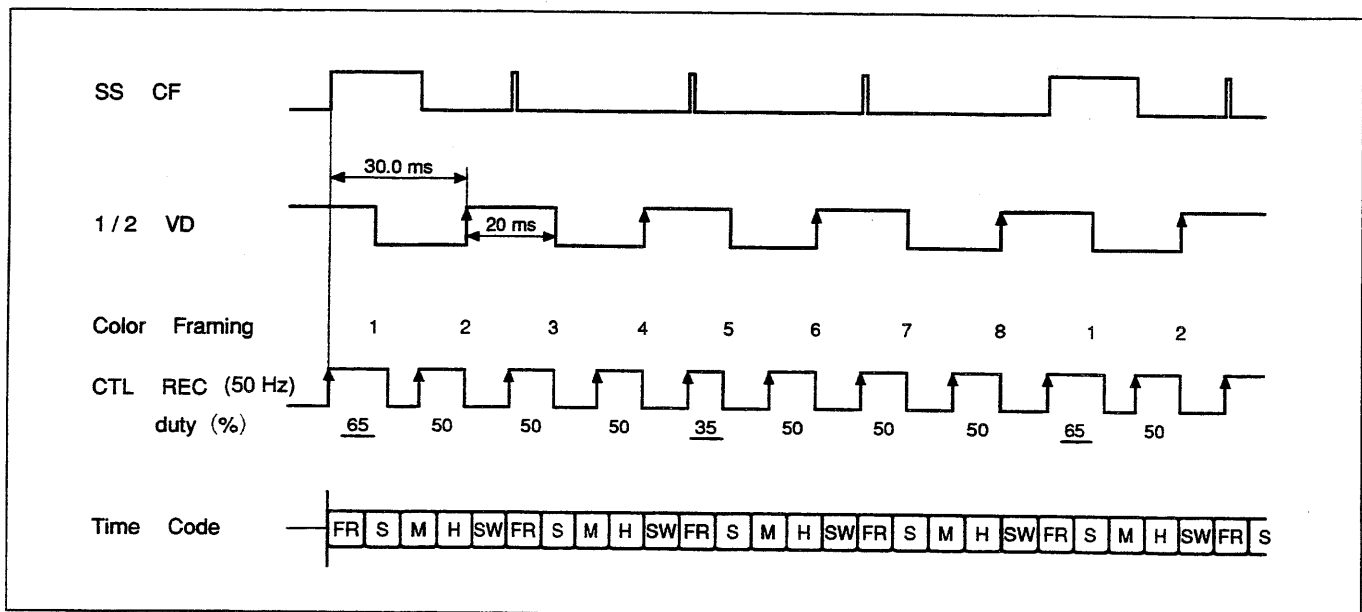 SS CF
30.0 ms
1 / 2 VD
20 ms
Color Framing 1 2 3 4 5 6 7 8 1 2
CTL REC (50 Hz)
duty (%) 65 50 50 50 35 50 50 50 65 50
Time Code FR S M H SW FR S M H SW FR S M H SW FR S M H SW FR S M H SW FR S